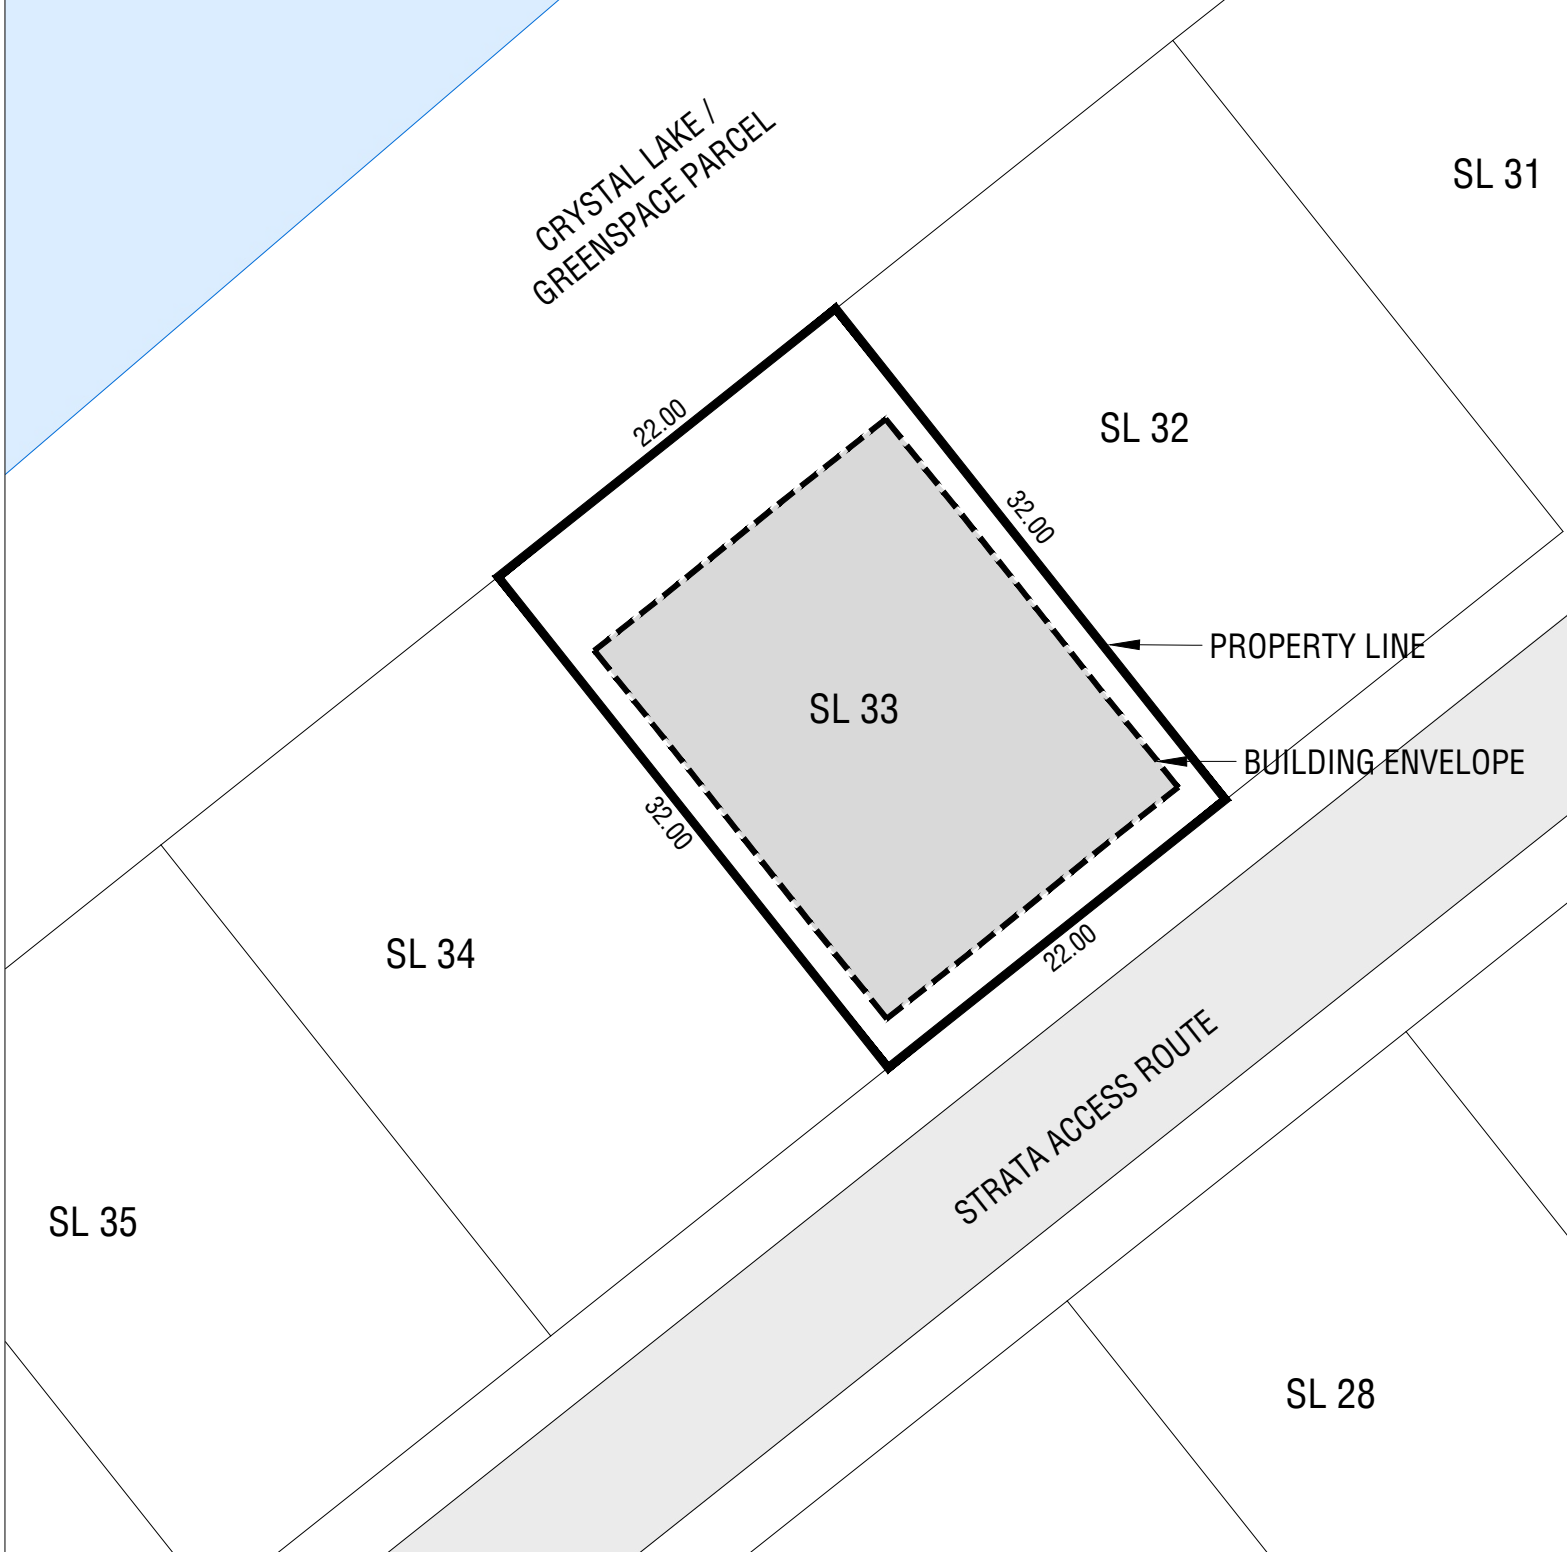 CRYSTAL LAKE /
GREENSPACE PARCEL
SL 31
22.00
SL 32
32.00
PROPERTY LINE
SL 33
BUILDING ENVELOPE
32.00
22.00
SL 34
STRATA ACCESS ROUTE
SL 35
SL 28